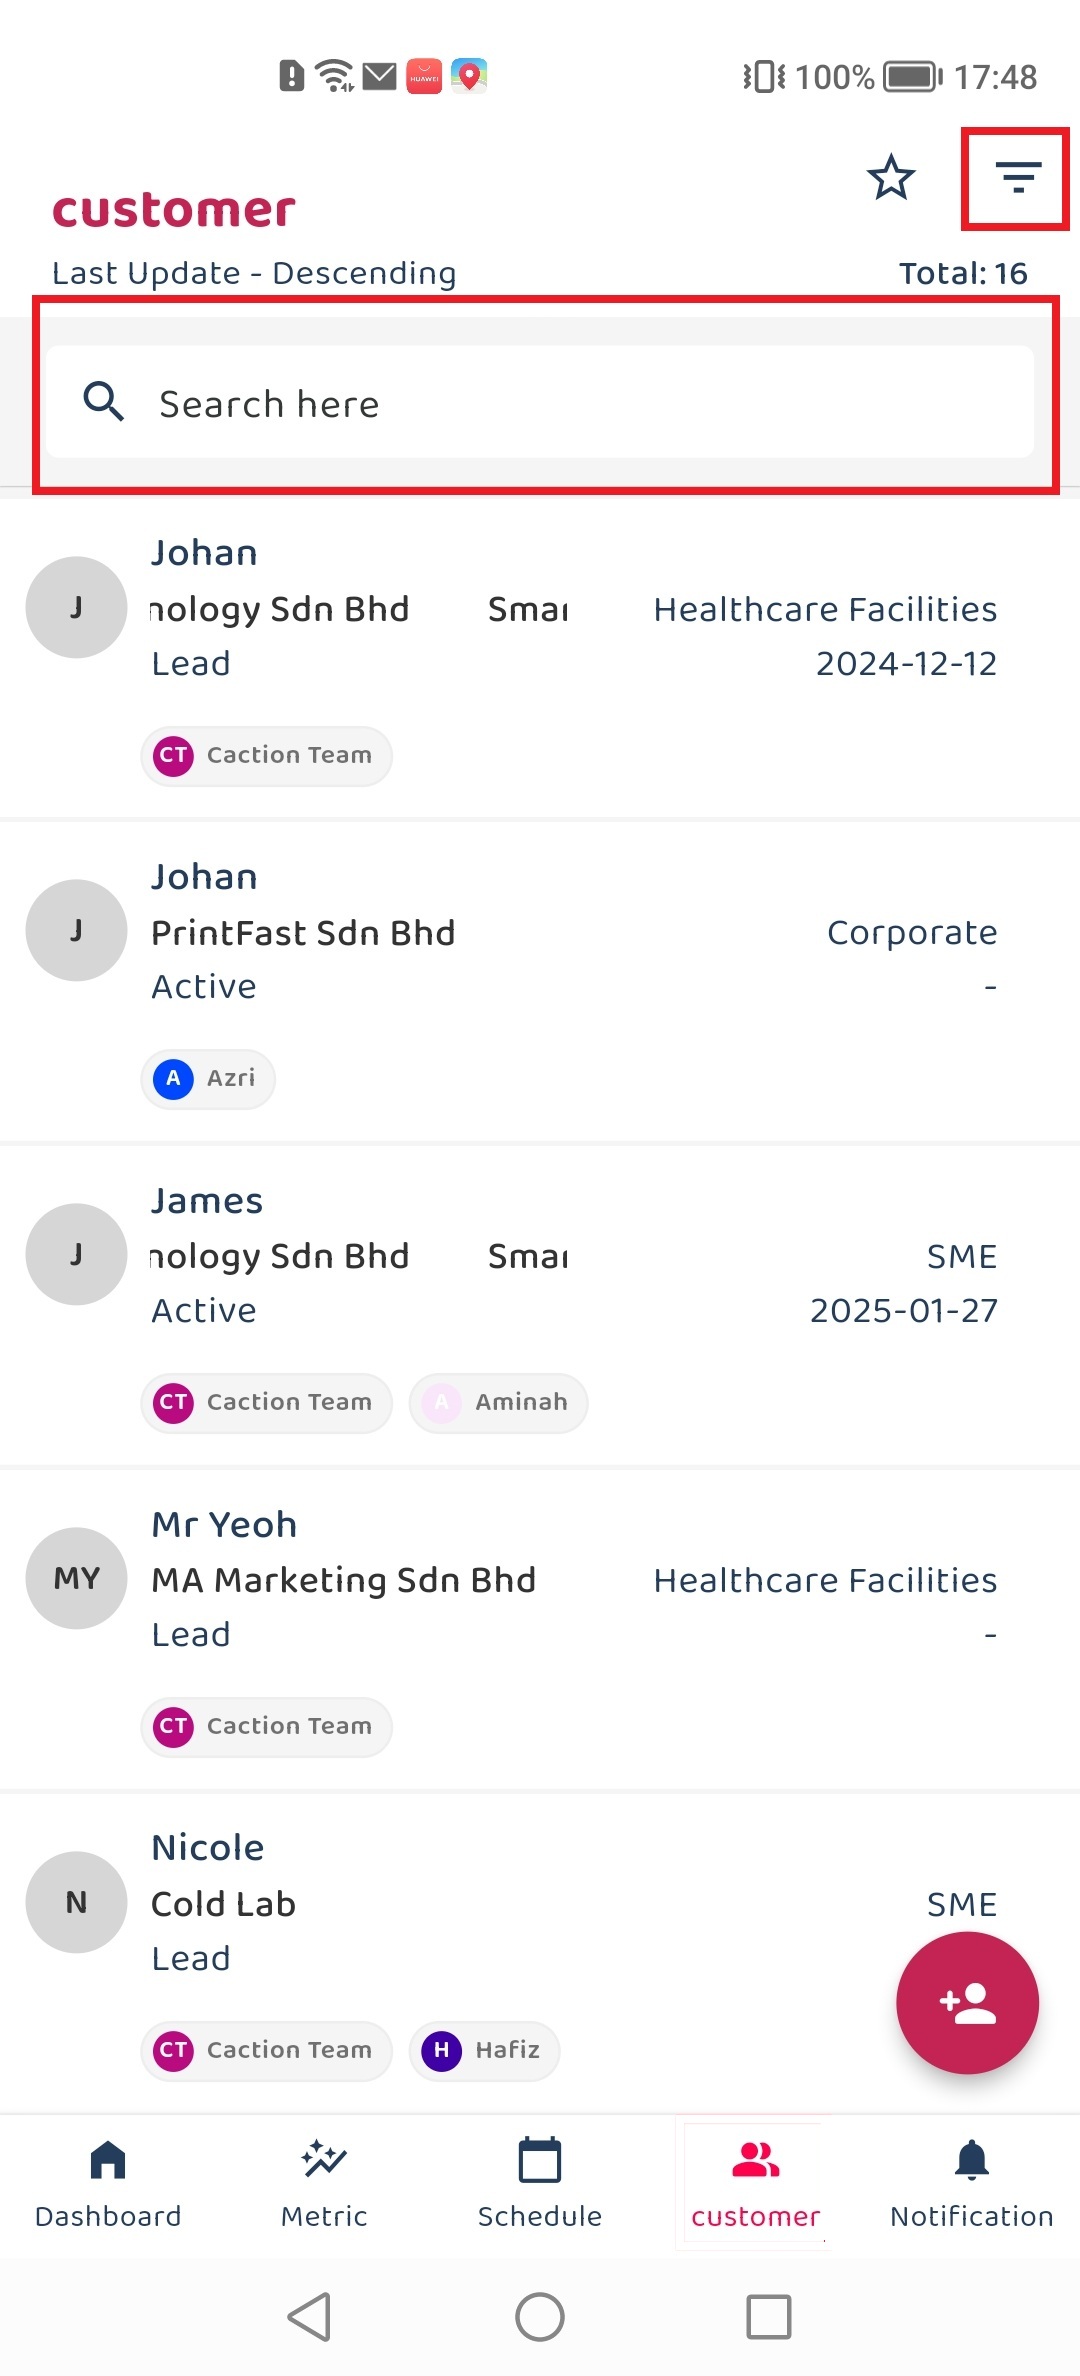 HUAWEI
100% 17:48
customer
Last Update - Descending Total: 16
Search here
Johan
J
nology Sdn Bhd Smar Healthcare Facilities
Lead 2024-12-12
CT Caction Team
Johan
J
PrintFast Sdn Bhd Corporate
Active -
A Azri
James
J
nology Sdn Bhd Smar SME
Active 2025-01-27
CT Caction Team A Aminah
Mr Yeoh
MY
MA Marketing Sdn Bhd Healthcare Facilities
Lead -
CT Caction Team
Nicole
N
Cold Lab SME
Lead
CT Caction Team H Hafiz
Dashboard Metric Schedule customer Notification